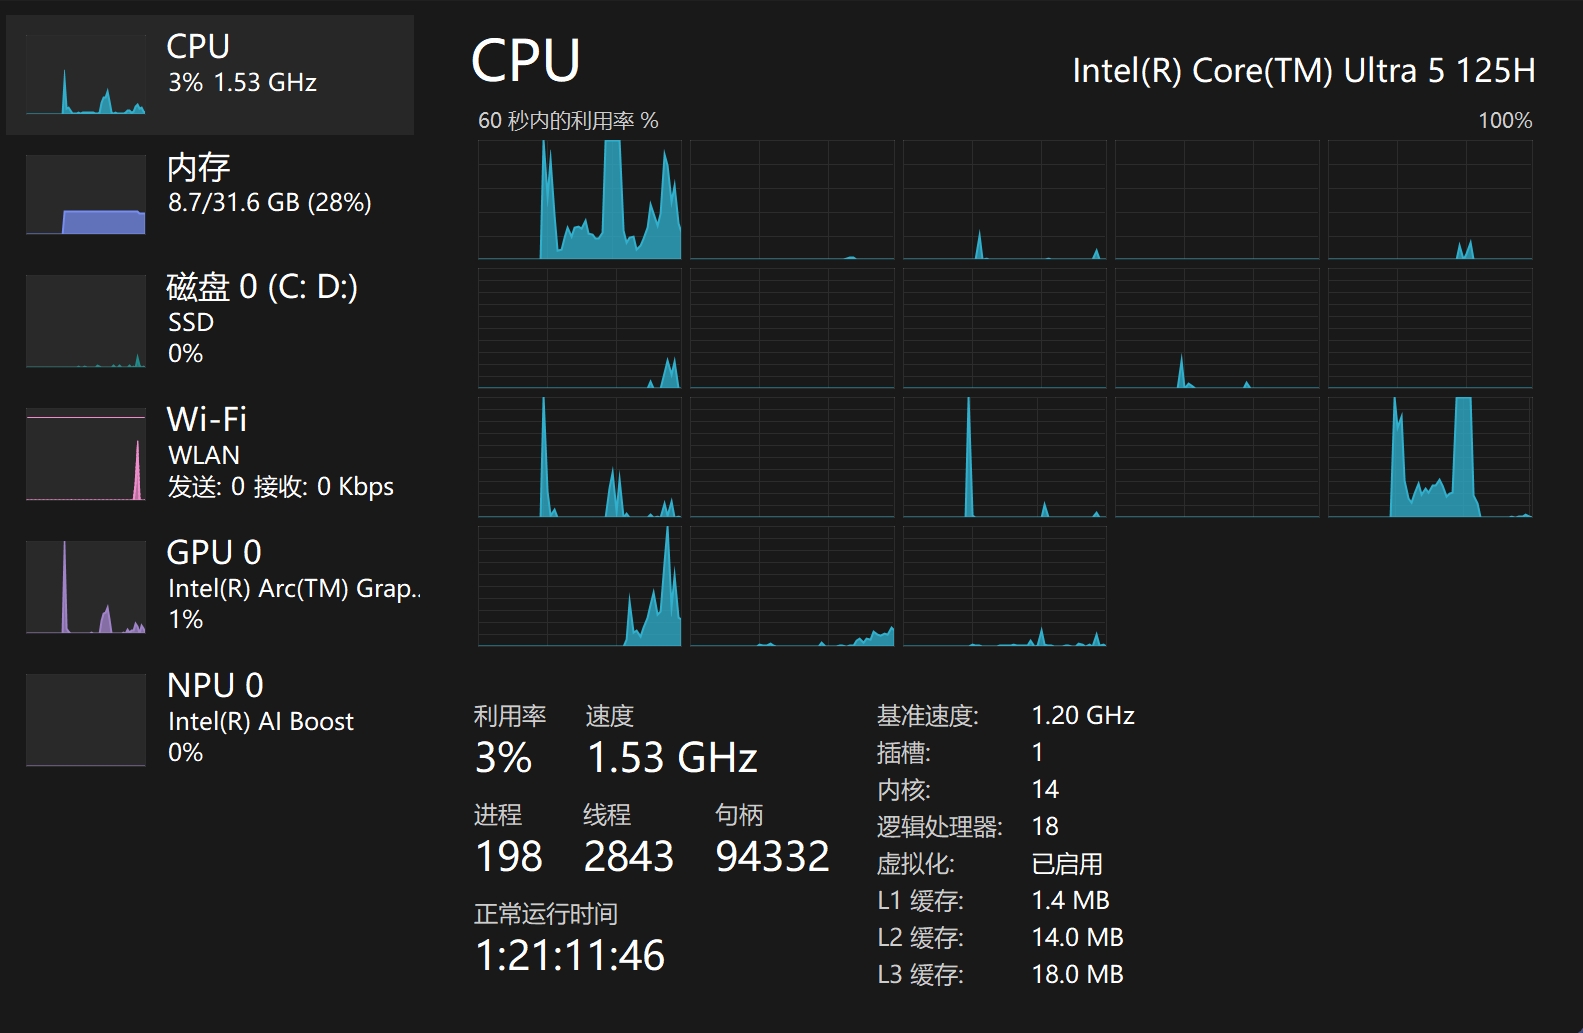 CPU
3% 1.53 GHz
内存
8.7/31.6 GB (28%)
磁盘 0 (C: D:)
SSD
0%
Wi-Fi
WLAN
发送: 0 接收: 0 Kbps
GPU 0
Intel(R) Arc(TM) Grap..
1%
NPU 0
Intel(R) AI Boost
0%
CPU
Intel(R) Core(TM) Ultra 5 125H
60 秒内的利用率 %
100%
利用率 速度
3% 1.53 GHz
进程 线程 句柄
198 2843 94332
正常运行时间
1:21:11:46
基准速度: 1.20 GHz
插槽: 1
内核: 14
逻辑处理器: 18
虚拟化: 已启用
L1 缓存: 1.4 MB
L2 缓存: 14.0 MB
L3 缓存: 18.0 MB